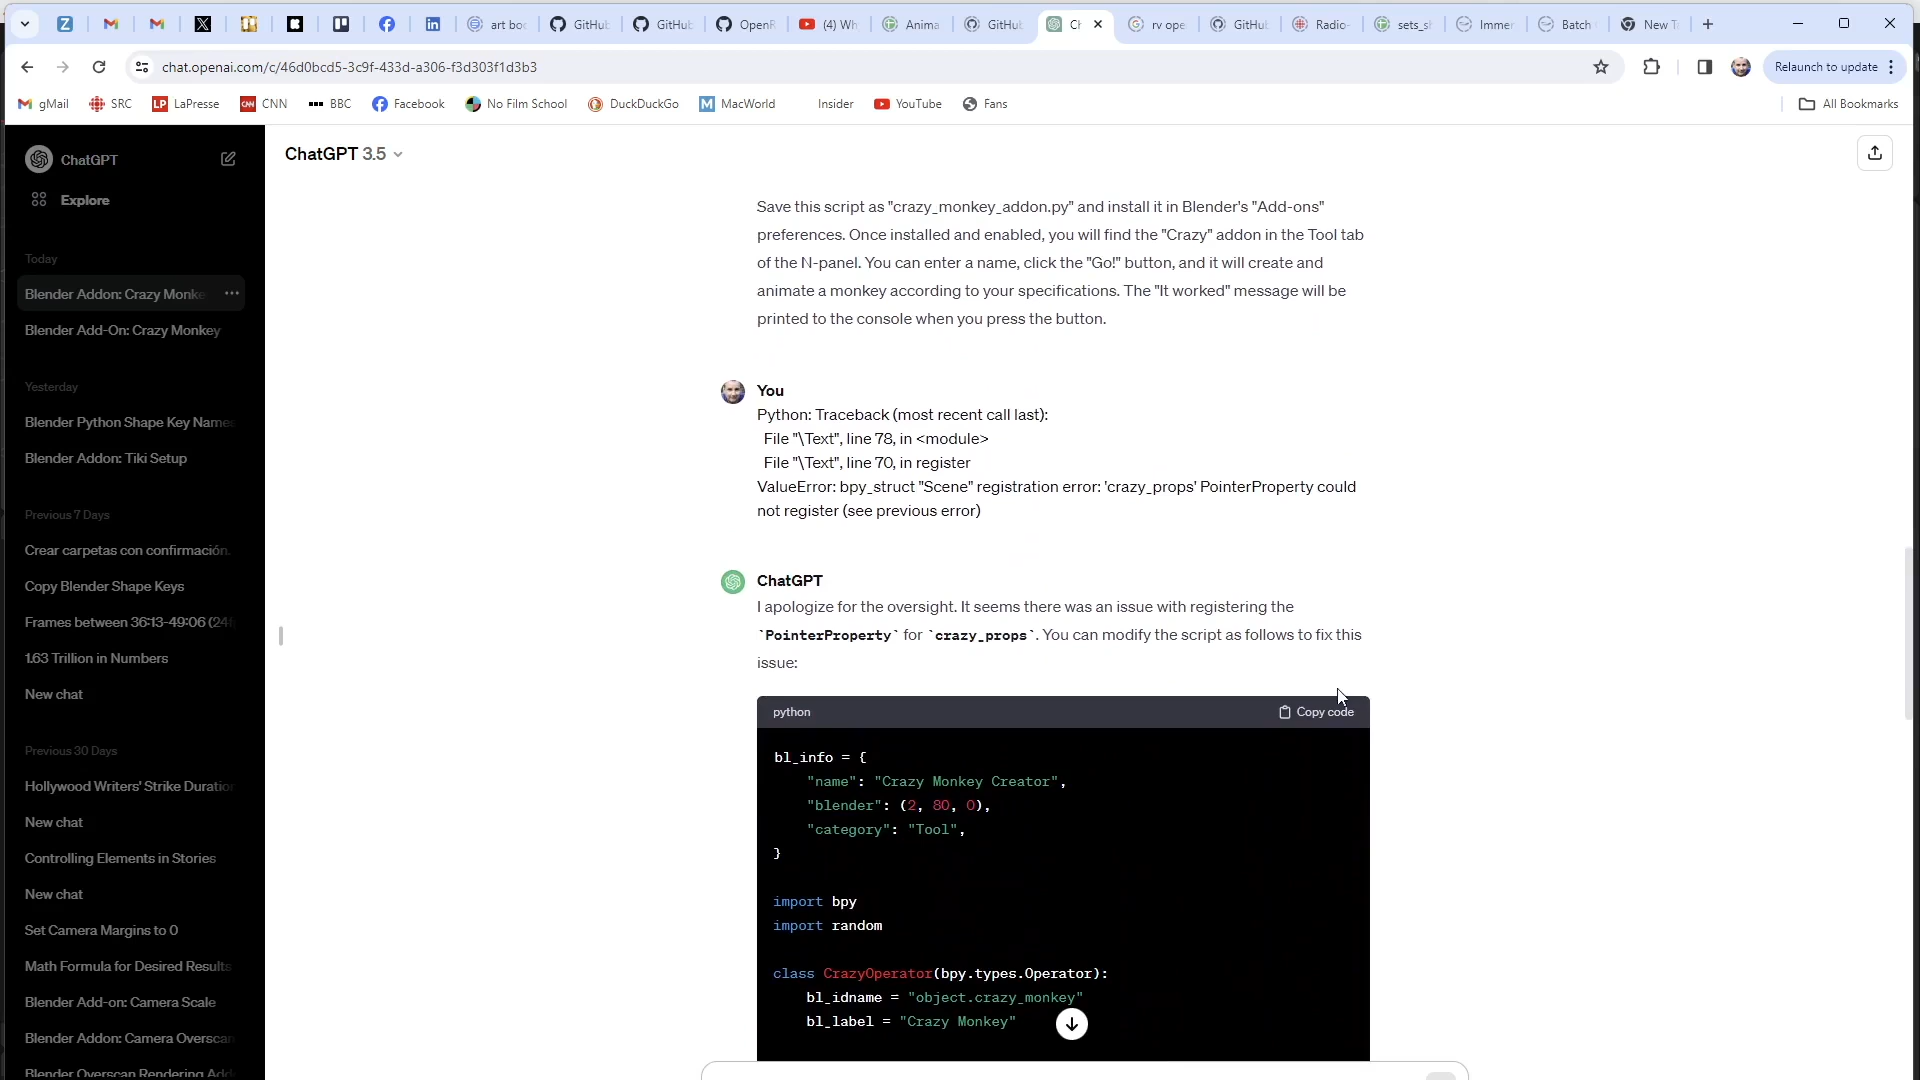 art boo
GitHub
GitHub
OpenR
(4) Wh
Anima
GitHub
Ch
rv ope
GitHub
Radio-
sets_sh
Immer
Batch
New T
chat.openai.com/c/46d0bcd5-3c9f-433d-a306-f3d303f1d3b3
Relaunch to update
gMail
SRC
LaPresse
CNN
BBC
Facebook
No Film School
DuckDuckGo
MacWorld
Insider
YouTube
Fans
All Bookmarks
ChatGPT
Explore
Today
Blender Addon: Crazy Monke
Blender Add-On: Crazy Monkey
Yesterday
Blender Python Shape Key Names
Blender Addon: Tiki Setup
Previous 7 Days
Crear carpetas con confirmación.
Copy Blender Shape Keys
Frames between 36:13-49:06 (24f
1.63 Trillion in Numbers
New chat
Previous 30 Days
Hollywood Writers' Strike Duration
New chat
Controlling Elements in Stories
New chat
Set Camera Margins to 0
Math Formula for Desired Results
Blender Add-on: Camera Scale
Blender Addon: Camera Overscan
Blender Overscan Rendering Add
ChatGPT 3.5
Save this script as "crazy_monkey_addon.py" and install it in Blender's "Add-ons"
preferences. Once installed and enabled, you will find the "Crazy" addon in the Tool tab
of the N-panel. You can enter a name, click the "Go!" button, and it will create and
animate a monkey according to your specifications. The "It worked" message will be
printed to the console when you press the button.
You
Python: Traceback (most recent call last):
File "\Text", line 78, in <module>
File "\Text", line 70, in register
ValueError: bpy_struct "Scene" registration error: 'crazy_props' PointerProperty could
not register (see previous error)
ChatGPT
I apologize for the oversight. It seems there was an issue with registering the
`PointerProperty` for `crazy_props`. You can modify the script as follows to fix this
issue:
python
Copy code
bl_info = {
"name": "Crazy Monkey Creator",
"blender": (2, 80, 0),
"category": "Tool",
}
import bpy
import random
class CrazyOperator(bpy.types.Operator):
bl_idname = "object.crazy_monkey"
bl_label = "Crazy Monkey"